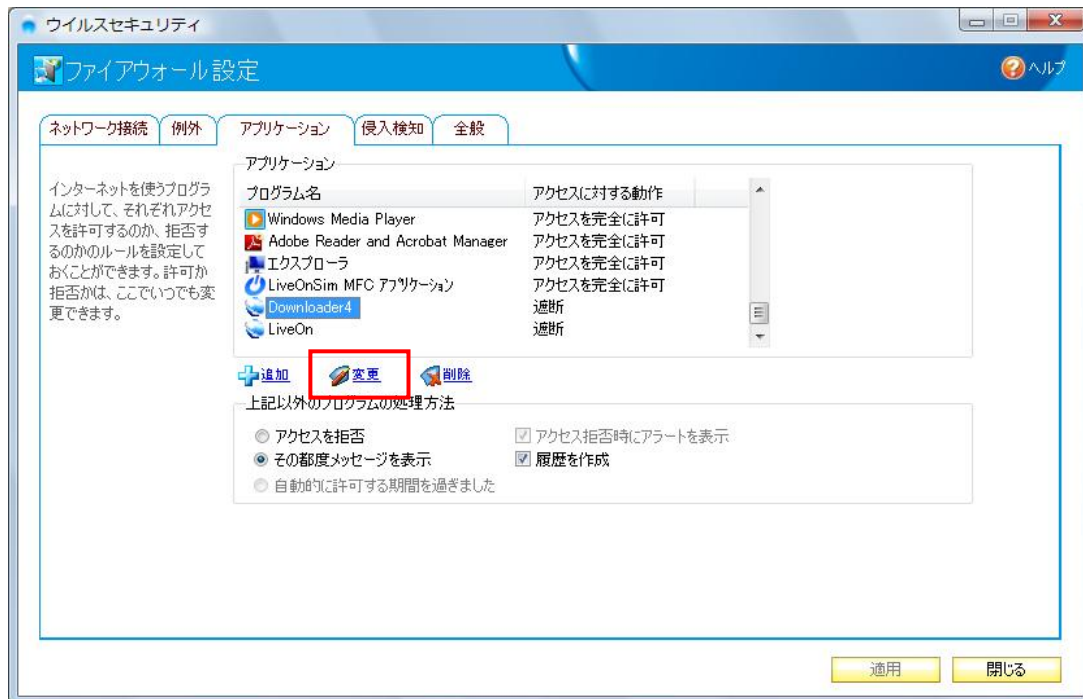 ウイルスセキュリティ
ファイアウォール設定
ヘルプ
ネットワーク接続 例外 アプリケーション 侵入検知 全般
インターネットを使うプログラ
ムに対して、それぞれアクセ
スを許可するのか、拒否す
るのかのルールを設定して
おくことができます。許可か
拒否かは、ここでいつでも変
更できます。
アプリケーション
プログラム名 アクセスに対する動作
Windows Media Player アクセスを完全に許可
Adobe Reader and Acrobat Manager アクセスを完全に許可
エクスプローラ アクセスを完全に許可
LiveOnSim MFC アプリケーション アクセスを完全に許可
Downloader4 遮断
LiveOn 遮断
追加 変更 削除
上記以外のプログラムの処理方法
アクセスを拒否 アクセス拒否時にアラートを表示
その都度メッセージを表示 履歴を作成
自動的に許可する期間を過ぎました
適用 閉じる